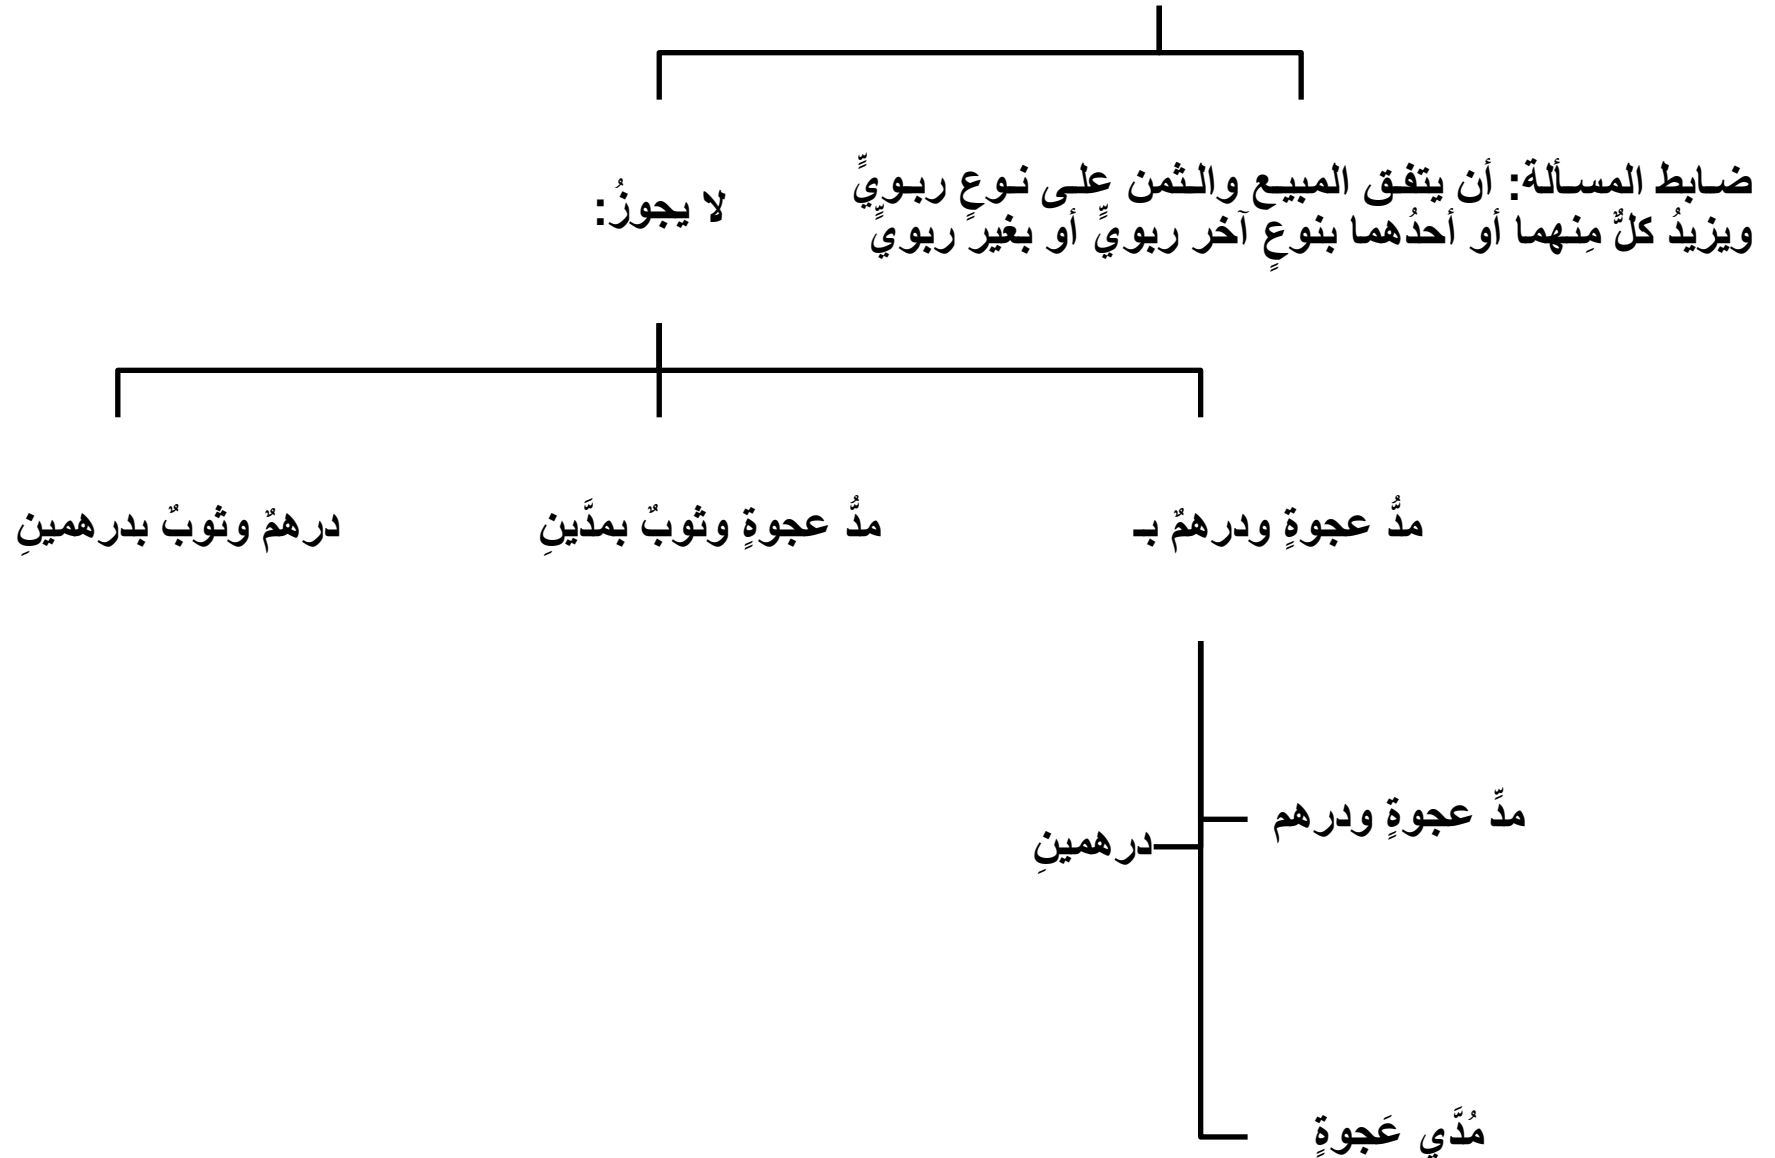 ضابط المسألة: أن يتفق المبيع والثمن على نوعٍ ربويٍّ
ويزيدُ كلٌّ مِنهما أو أحدُهما بنوعٍ آخر ربويٍّ أو بغير ربويٍّ
لا يجوزُ:
مدُّ عجوةٍ ودرهمٌ بـ
مدُّ عجوةٍ وثوبٌ بمدَّينِ
درهمٌ وثوبٌ بدرهمينِ
مدِّ عجوةٍ ودرهم
درهمينِ
مُدَّي عَجوةٍ